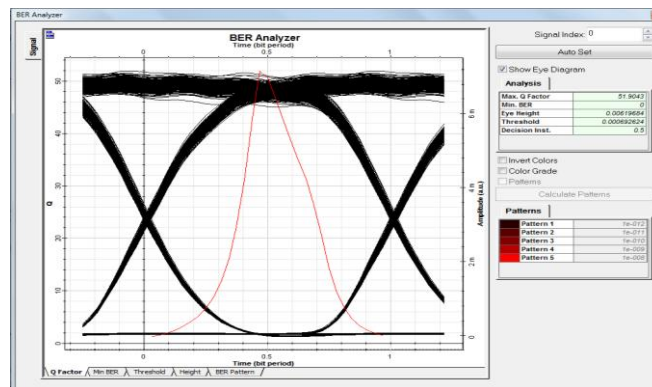 BER Analyzer
Signal
BER Analyzer
Time (bit period)
0 0.5 1
Q
50
40
30
20
10
0
Amplitude (a.u.)
6 m
4 m
2 m
0
0 0.5 1
Time (bit period)
Q Factor Min BER Threshold Height BER Pattern
Signal Index: 0
Auto Set
Show Eye Diagram
Analysis
Max. Q Factor 51.9043
Min. BER 0
Eye Height 0.00619684
Threshold 0.000692624
Decision Inst. 0.5
Invert Colors
Color Grade
Patterns
Calculate Patterns
Patterns
Pattern 1 1e-012
Pattern 2 1e-011
Pattern 3 1e-010
Pattern 4 1e-009
Pattern 5 1e-008